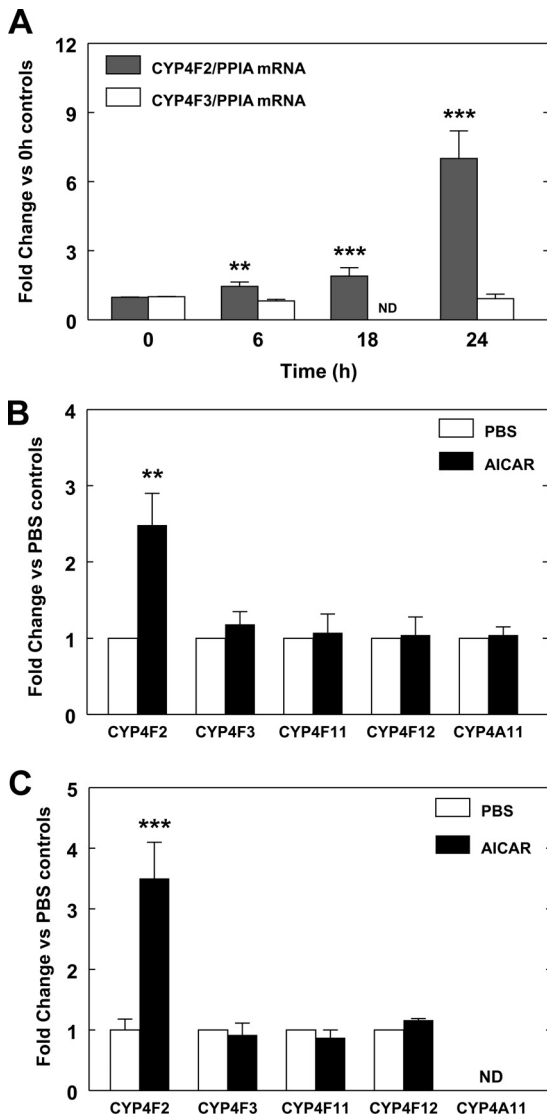 A
Fold Change vs 0h controls
12
9
6
3
0
CYP4F2/PPIA mRNA
CYP4F3/PPIA mRNA
**
***
ND
***
0 6 18 24
Time (h)
B
Fold Change vs PBS controls
4
3
2
1
0
PBS
AICAR
**
CYP4F2 CYP4F3 CYP4F11 CYP4F12 CYP4A11
C
Fold Change vs PBS controls
5
4
3
2
1
0
PBS
AICAR
***
ND
CYP4F2 CYP4F3 CYP4F11 CYP4F12 CYP4A11